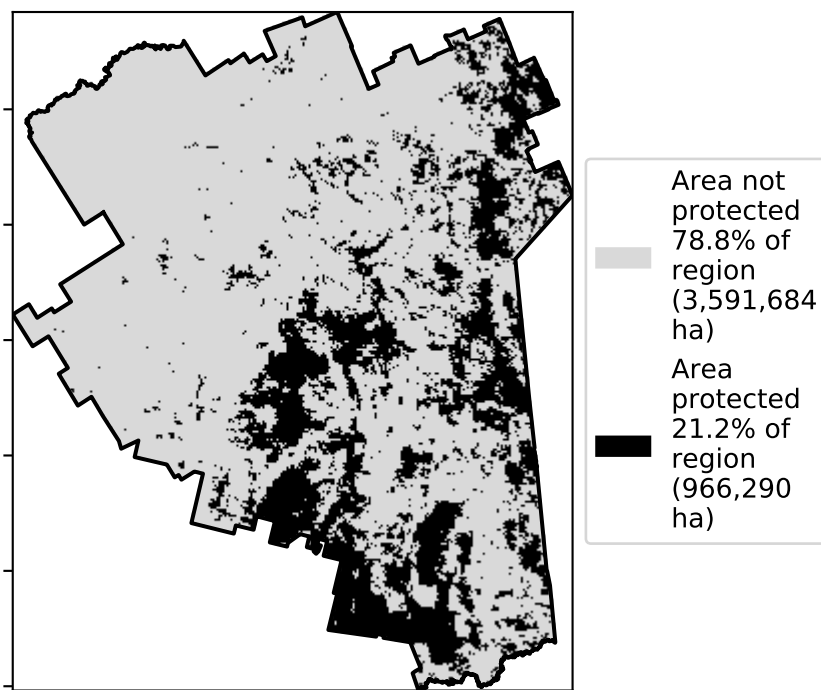 Area not
protected
78.8% of
region
(3,591,684
ha)
Area
protected
21.2% of
region
(966,290
ha)